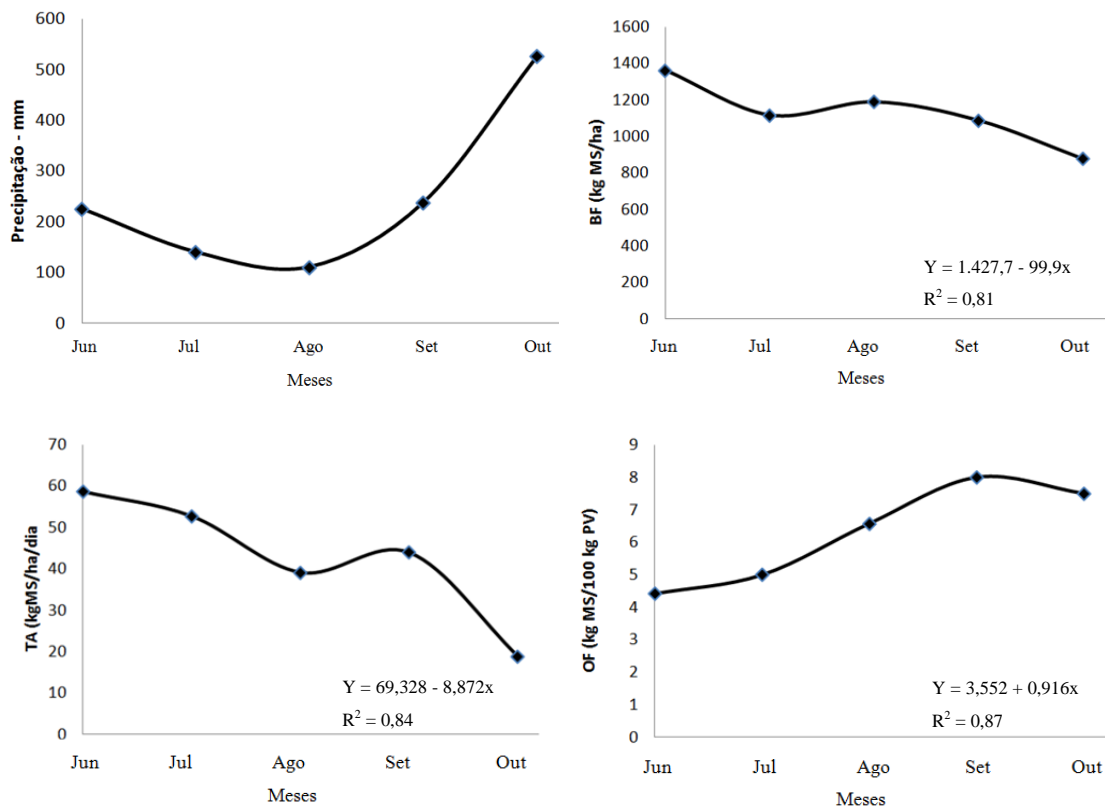 Precipitação - mm
600
500
400
300
200
100
0
Jun Jul Ago Set Out
Meses
BF (kg MS/ha)
1600
1400
1200
1000
800
600
400
200
0
Y = 1.427,7 - 99,9x
R² = 0,81
Jun Jul Ago Set Out
Meses
TA (kgMS/ha/dia
70
60
50
40
30
20
10
0
Y = 69,328 - 8,872x
R² = 0,84
Jun Jul Ago Set Out
Meses
OF (kg MS/100 kg PV)
9
8
7
6
5
4
3
2
1
0
Y = 3,552 + 0,916x
R² = 0,87
Jun Jul Ago Set Out
Meses